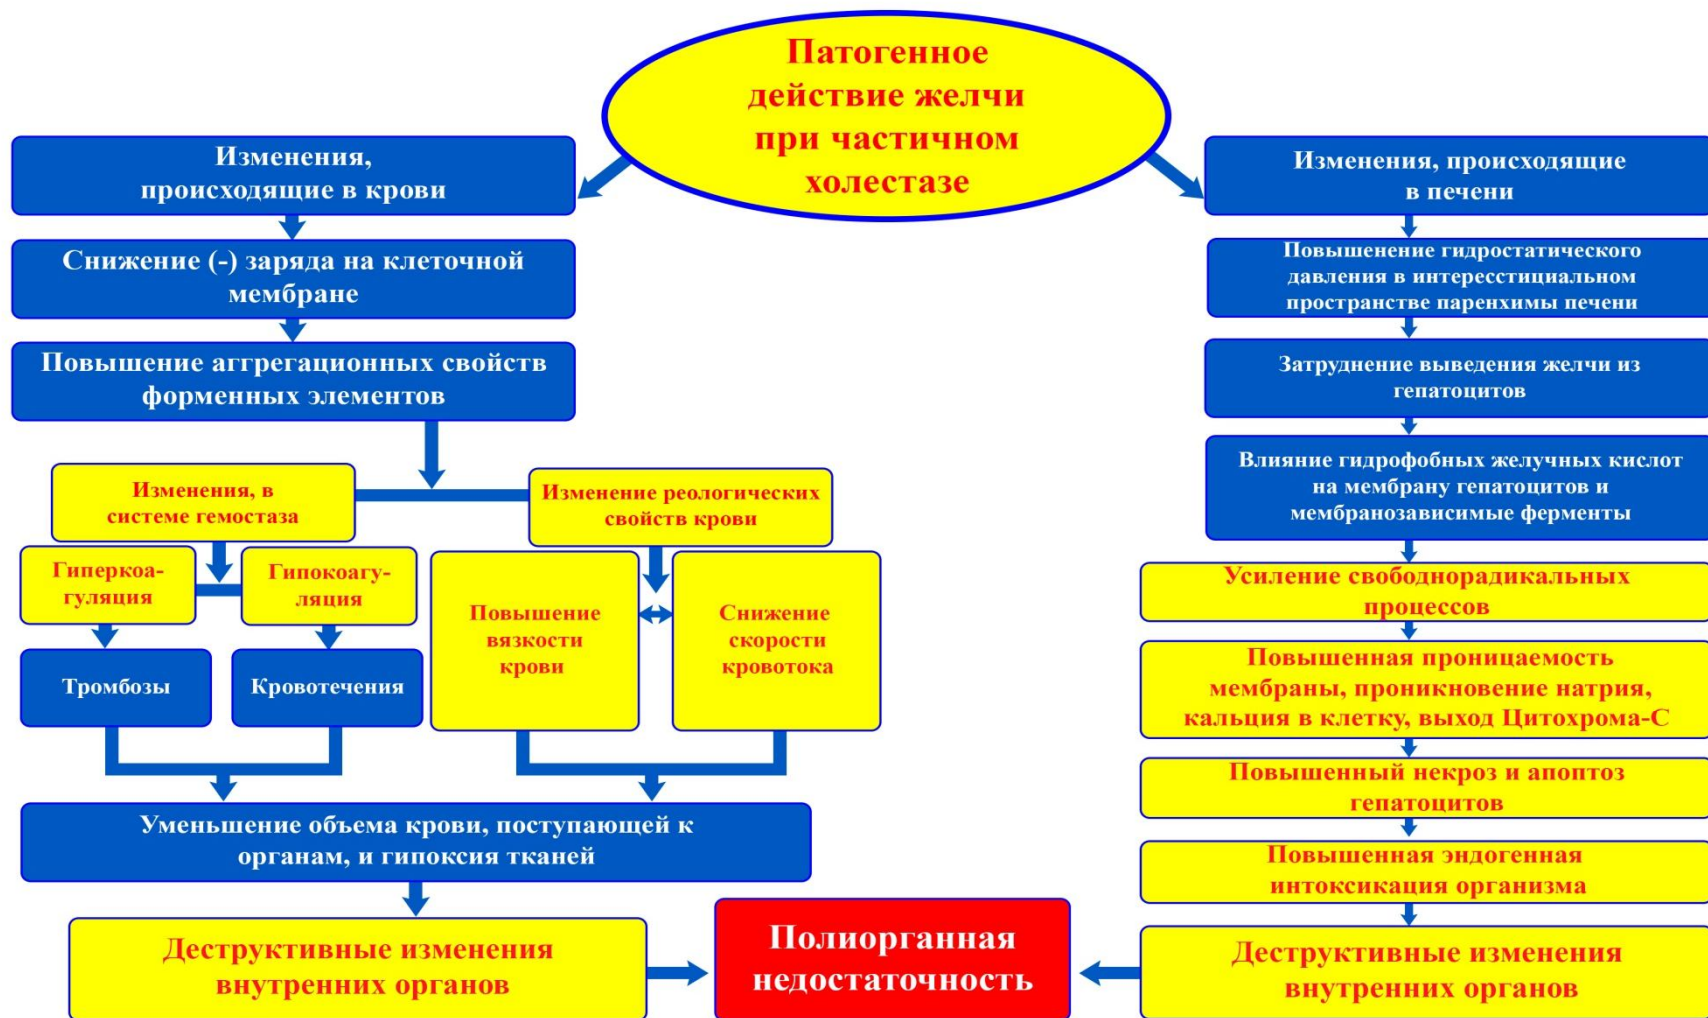 Патогенное
действие желчи
при частичном
холестазе
Изменения,
происходящие в крови
Снижение (-) заряда на клеточной
мембране
Повышение аггрегационных свойств
форменных элементов
Изменения, в
системе гемостаза
Изменение реологических
свойств крови
Гиперкоа-
гуляция
Гипокоагу-
ляция
Повышение
вязкости
крови
Снижение
скорости
кровотока
Тромбозы
Кровотечения
Уменьшение объема крови, поступающей к
органам, и гипоксия тканей
Деструктивные изменения
внутренних органов
Изменения, происходящие
в печени
Повышенение гидростатического
давления в интересстициальном
пространстве паренхимы печени
Затруднение выведения желчи из
гепатоцитов
Влияние гидрофобных желучных кислот
на мембрану гепатоцитов и
мембранозависимые ферменты
Усиление свободнорадикальных
процессов
Повышенная проницаемость
мембраны, проникновение натрия,
кальция в клетку, выход Цитохрома-С
Повышенный некроз и апоптоз
гепатоцитов
Повышенная эндогенная
интоксикация организма
Деструктивные изменения
внутренних органов
Полиорганная
недостаточность